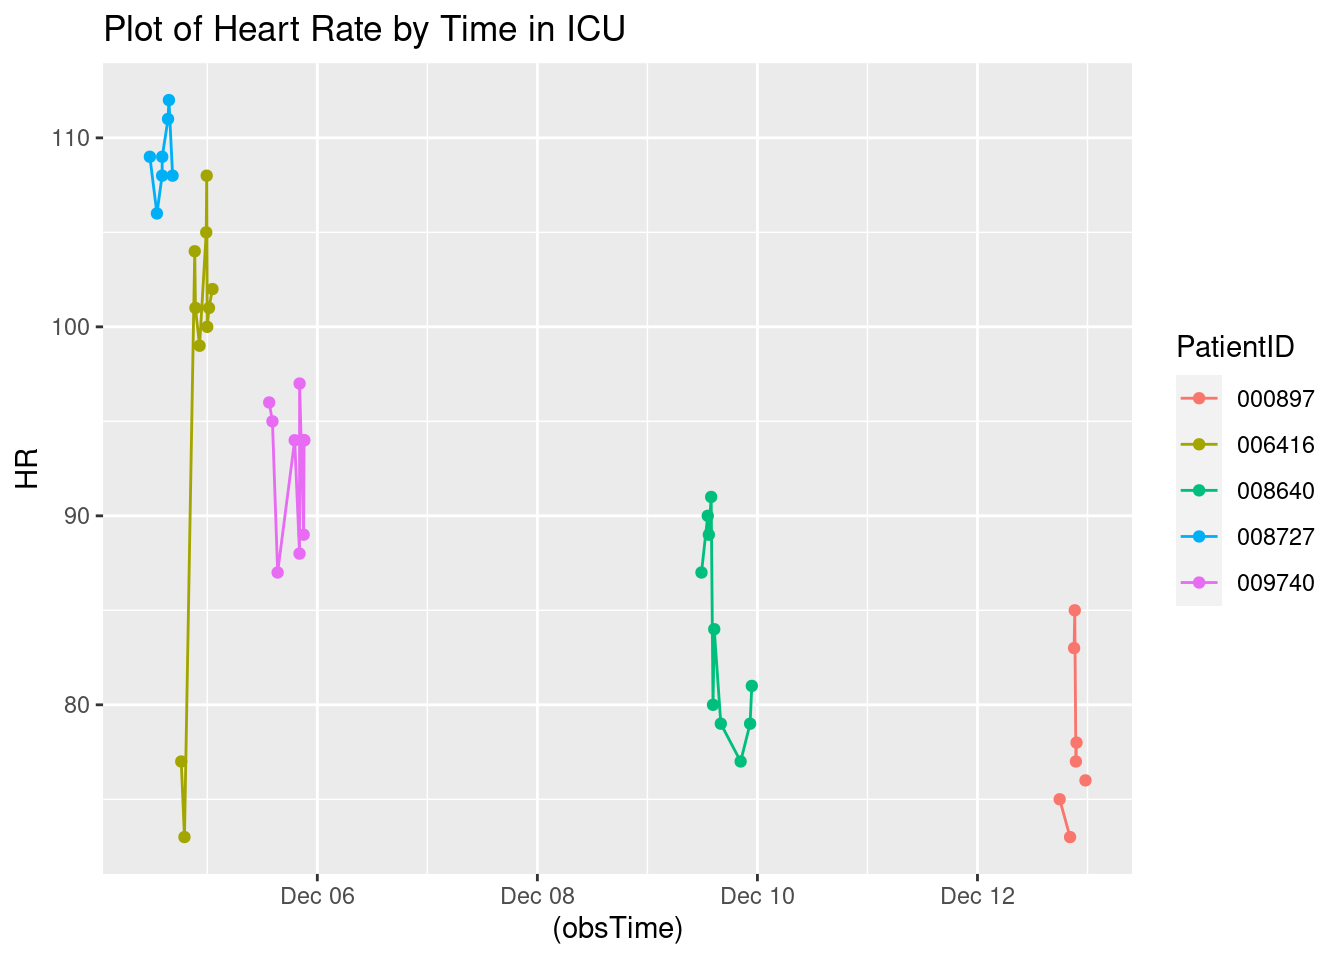 Plot of Heart Rate by Time in ICU
110
100
90
80
HR
Dec 06
Dec 08
Dec 10
Dec 12
(obsTime)
PatientID
000897
006416
008640
008727
009740